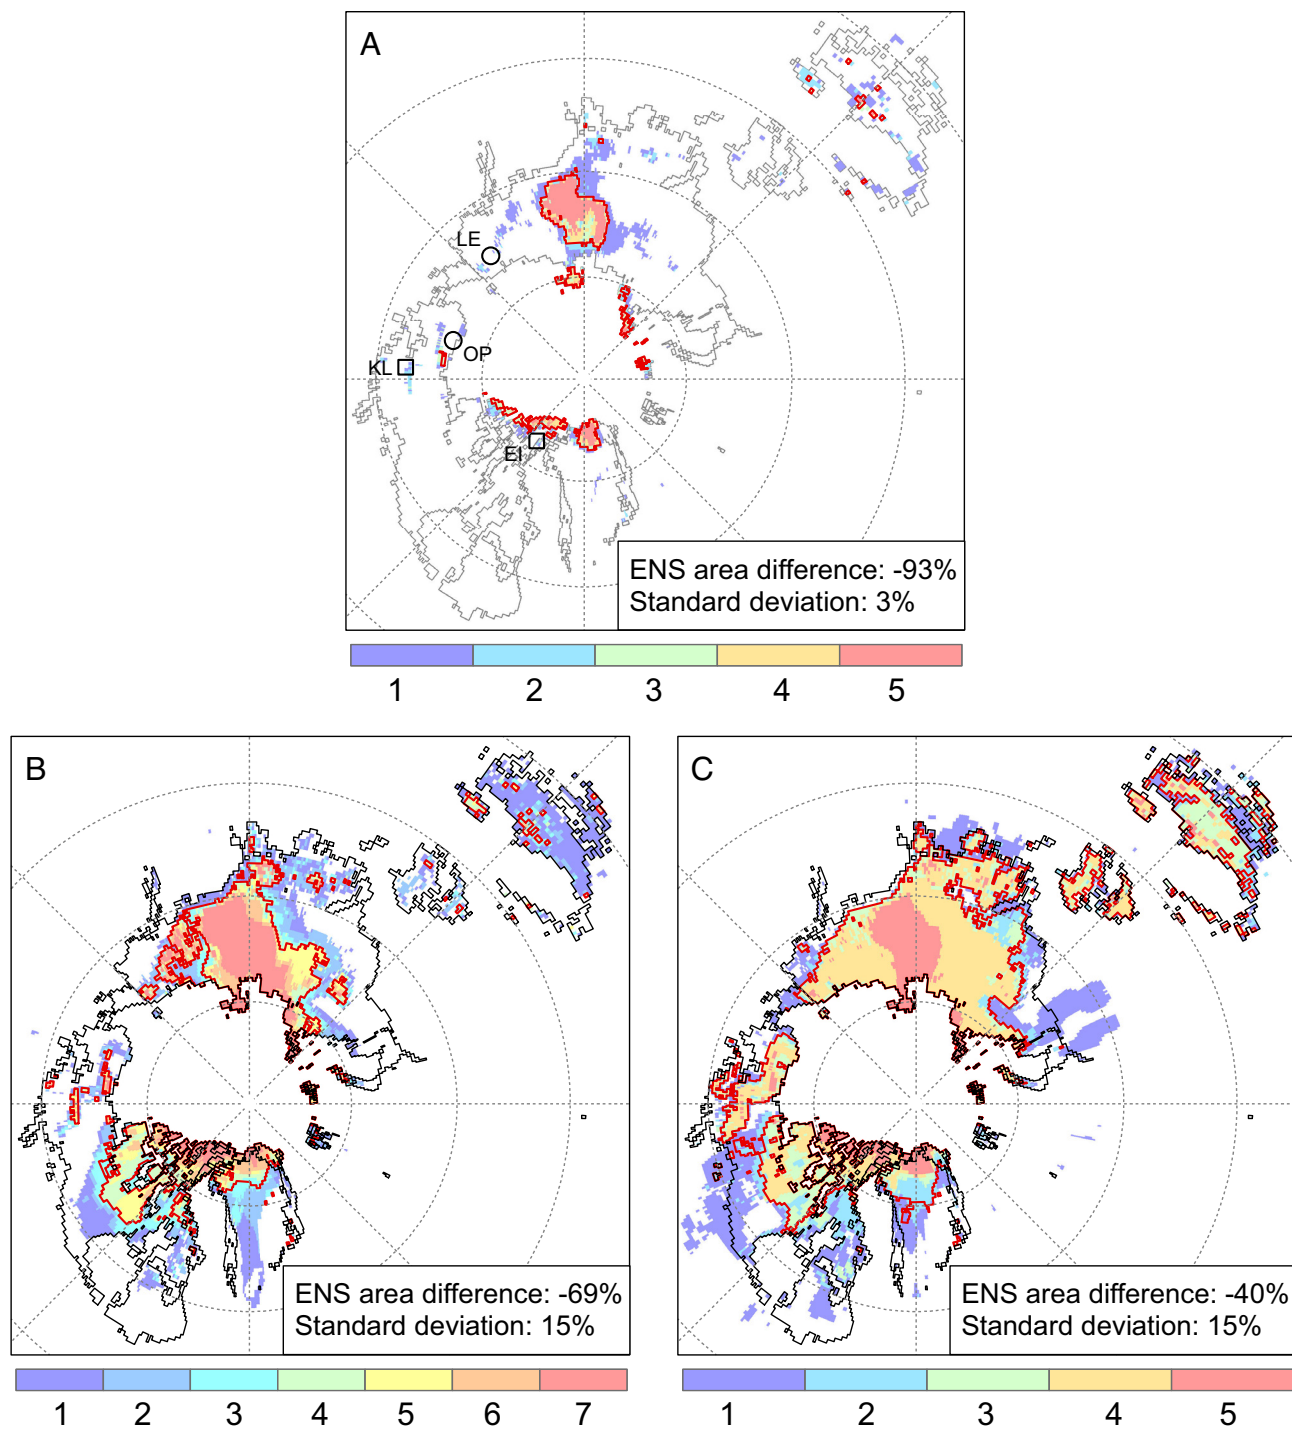 A
LE
OP
KL
EI
ENS area difference: -93%
Standard deviation: 3%
1 2 3 4 5
B
ENS area difference: -69%
Standard deviation: 15%
1 2 3 4 5 6 7
C
ENS area difference: -40%
Standard deviation: 15%
1 2 3 4 5